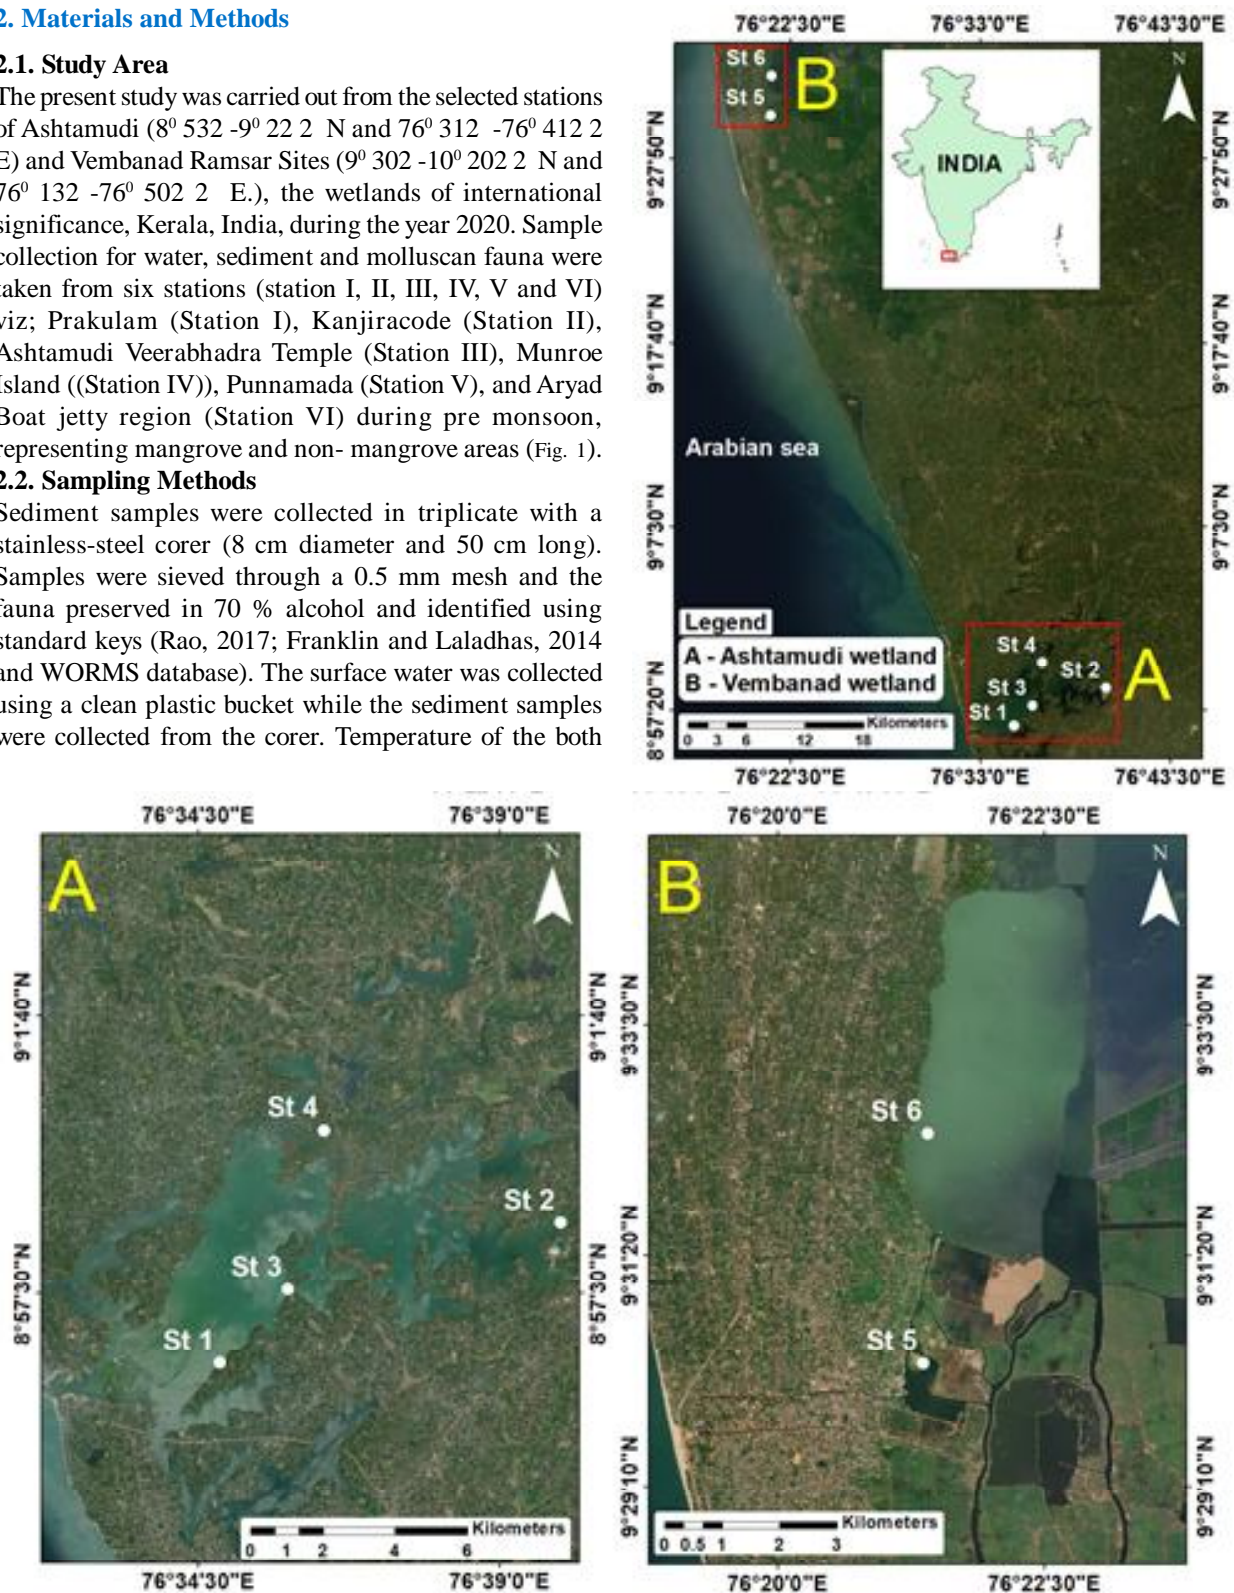 2. Materials and Methods
2.1. Study Area
The present study was carried out from the selected stations
of Ashtamudi (8⁰ 532 -9⁰ 22 2 N and 76⁰ 312 -76⁰ 412 2
E) and Vembanad Ramsar Sites (9⁰ 302 -10⁰ 202 2 N and
76⁰ 132 -76⁰ 502 2 E.), the wetlands of international
significance, Kerala, India, during the year 2020. Sample
collection for water, sediment and molluscan fauna were
taken from six stations (station I, II, III, IV, V and VI)
viz; Prakulam (Station I), Kanjiracode (Station II),
Ashtamudi Veerabhadra Temple (Station III), Munroe
Island ((Station IV)), Punnamada (Station V), and Aryad
Boat jetty region (Station VI) during pre monsoon,
representing mangrove and non- mangrove areas (Fig. 1).
2.2. Sampling Methods
Sediment samples were collected in triplicate with a
stainless-steel corer (8 cm diameter and 50 cm long).
Samples were sieved through a 0.5 mm mesh and the
fauna preserved in 70 % alcohol and identified using
standard keys (Rao, 2017; Franklin and Laladhas, 2014
and WORMS database). The surface water was collected
using a clean plastic bucket while the sediment samples
were collected from the corer. Temperature of the both
76°22'30"E 76°33'0"E 76°43'30"E
St 6
St 5
B
N
INDIA
9°27'50"N
9°27'50"N
9°17'40"N
9°17'40"N
Arabian sea
9°7'30"N
9°7'30"N
Legend
A - Ashtamudi wetland
B - Vembanad wetland
Kilometers
0 3 6 12 18
St 4
St 2
St 3
St 1
A
8°57'20"N
8°57'20"N
76°22'30"E 76°33'0"E 76°43'30"E
76°34'30"E 76°39'0"E
A
N
9°1'40"N
9°1'40"N
St 4
St 2
St 3
St 1
8°57'30"N
8°57'30"N
Kilometers
0 1 2 4 6
76°34'30"E 76°39'0"E
76°20'0"E 76°22'30"E
B
N
9°33'30"N
9°33'30"N
St 6
9°31'20"N
9°31'20"N
St 5
9°29'10"N
9°29'10"N
Kilometers
0 0.5 1 2 3
76°20'0"E 76°22'30"E